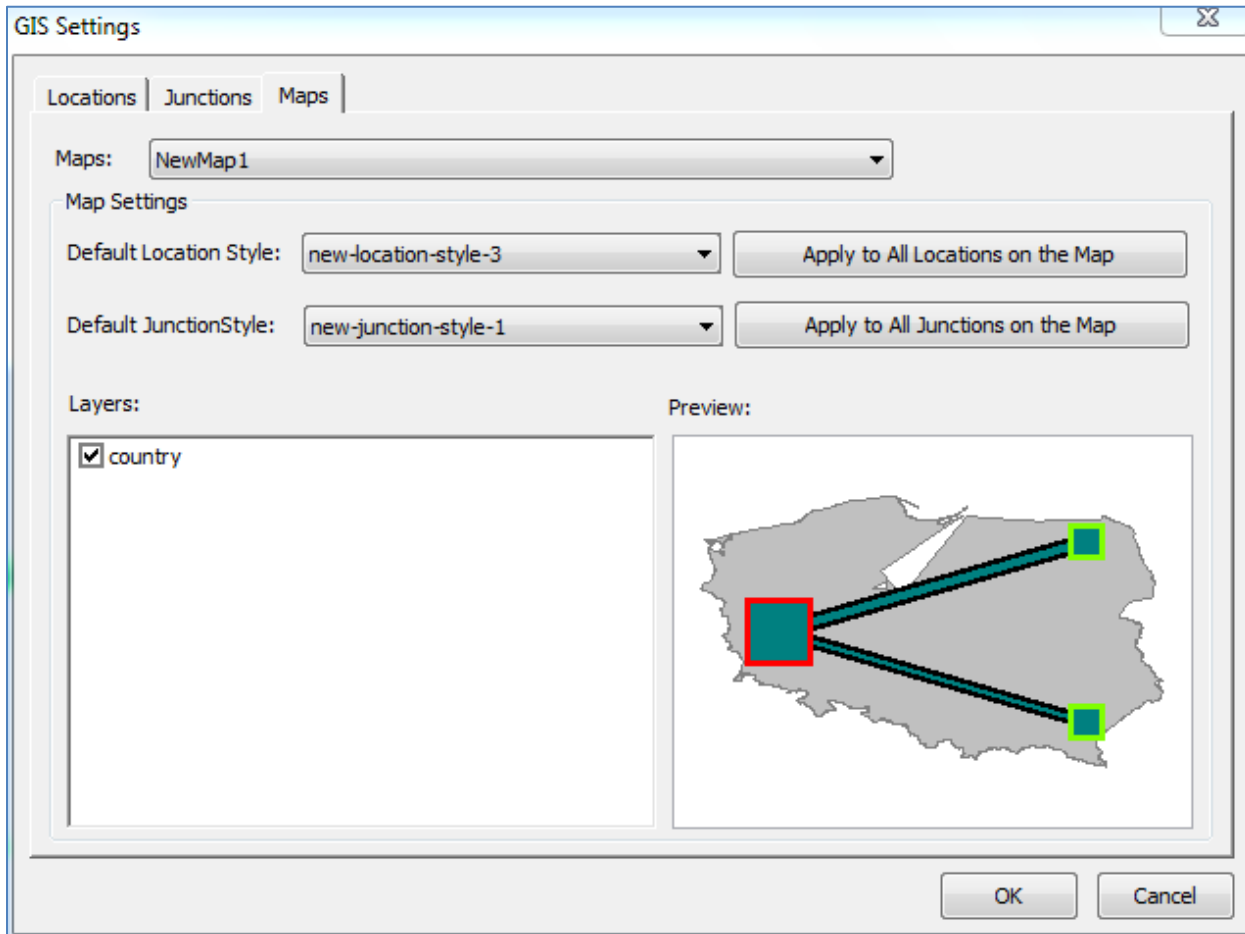 GIS Settings
Locations Junctions Maps
Maps: NewMap1
Map Settings
Default Location Style: new-location-style-3 Apply to All Locations on the Map
Default JunctionStyle: new-junction-style-1 Apply to All Junctions on the Map
Layers: Preview:
country
OK Cancel